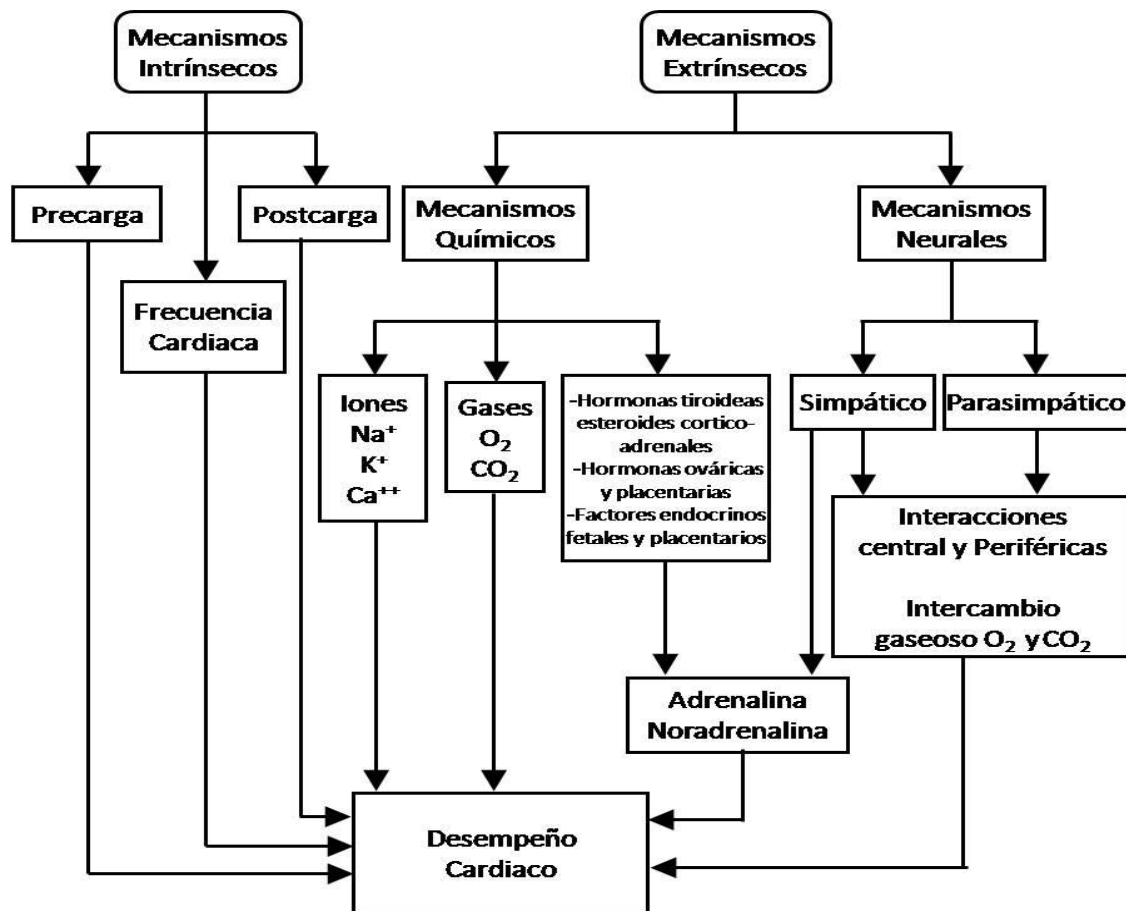 Mecanismos
Intrínsecos
Mecanismos
Extrínsecos
Precarga
Postcarga
Mecanismos
Químicos
Mecanismos
Neurales
Frecuencia
Cardiaca
Iones
Na⁺
K⁺
Ca⁺⁺
Gases
O₂
CO₂
-Hormonas tiroideas
esteroides cortico-
adrenales
-Hormonas ováricas
y placentarias
-Factores endocrinos
fetales y placentarios
Simpático
Parasimpático
Interacciones
central y Periféricas
Intercambio
gaseoso O₂ y CO₂
Adrenalina
Noradrenalina
Desempeño
Cardiaco